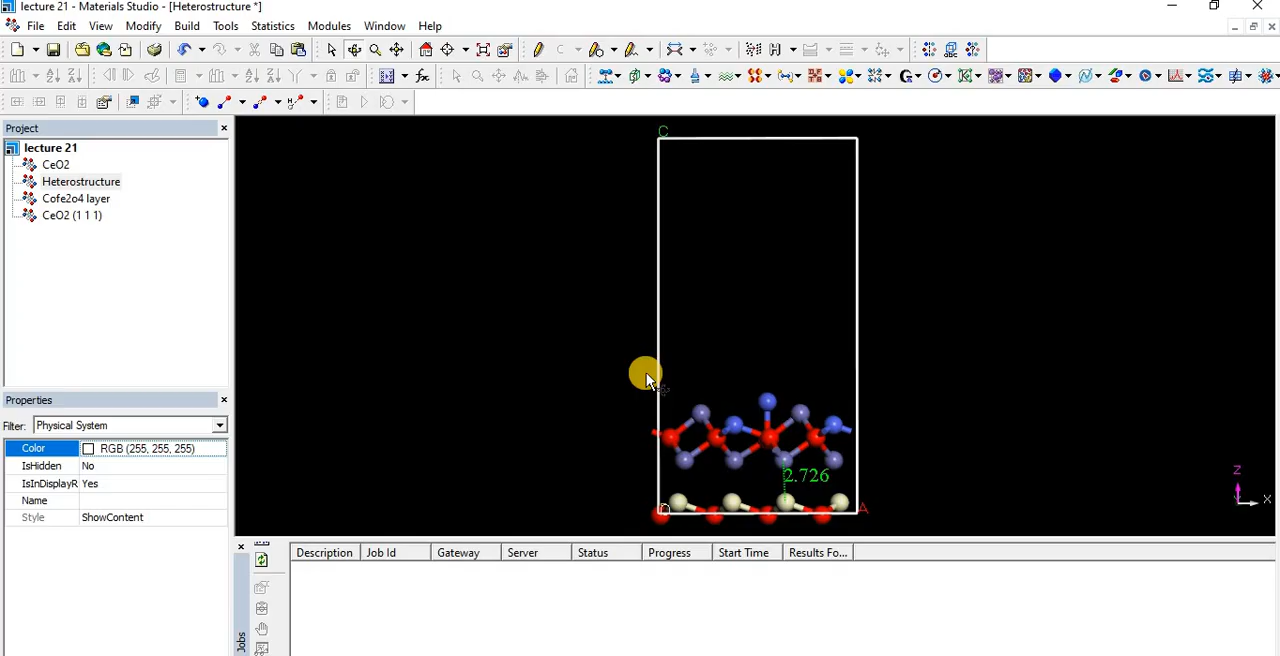 lecture 21 - Materials Studio - [Heterostructure *]
File Edit View Modify Build Tools Statistics Modules Window Help
Project
lecture 21
CeO2
Heterostructure
Cofe2o4 layer
CeO2 (1 1 1)
Properties
Filter: Physical System
Color RGB (255, 255, 255)
IsHidden No
IsInDisplayR Yes
Name
Style ShowContent
C
2.726
A
Z
X
Jobs
Description Job Id Gateway Server Status Progress Start Time Results Fo...